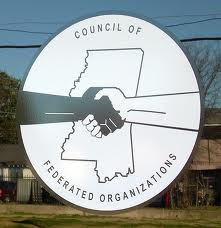 COUNCIL OF
FEDERATED ORGANIZATIONS